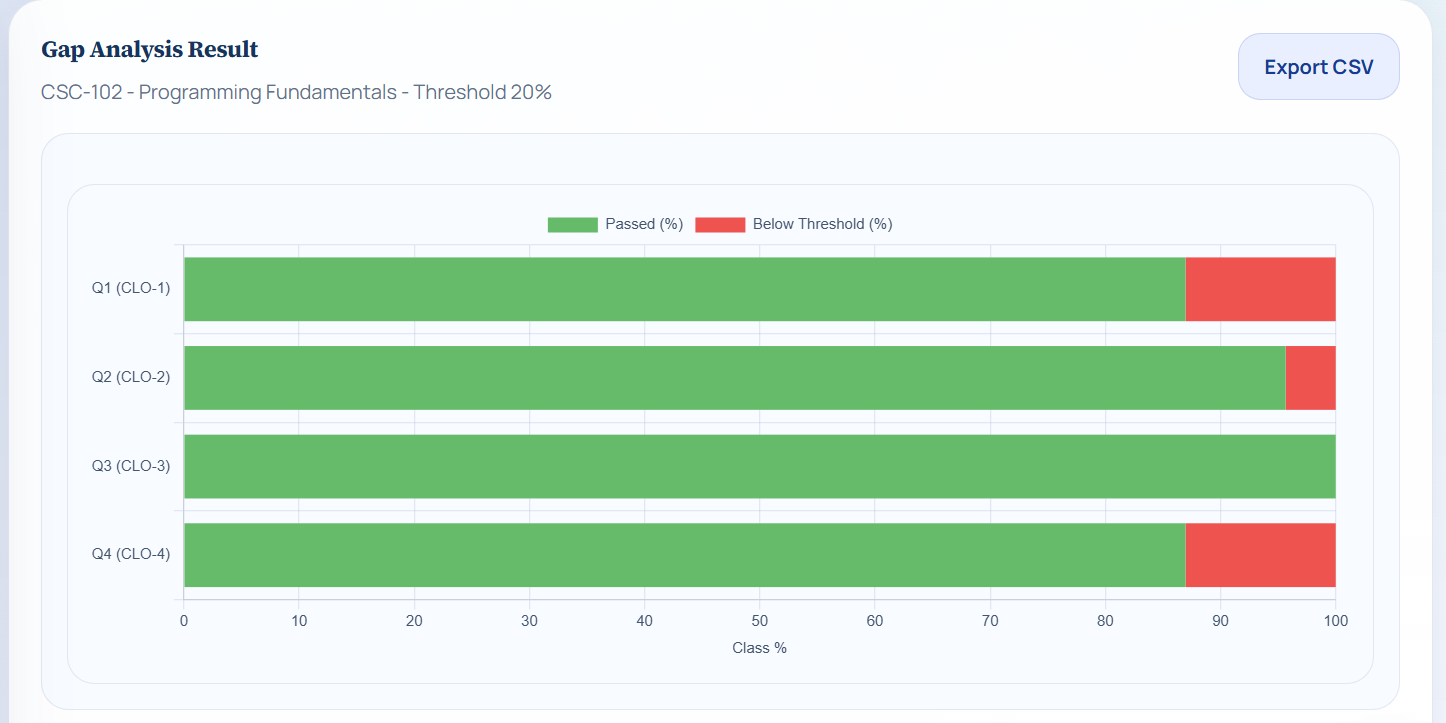 Gap Analysis Result
Export CSV
CSC-102 - Programming Fundamentals - Threshold 20%
Passed (%) Below Threshold (%)
Q1 (CLO-1)
Q2 (CLO-2)
Q3 (CLO-3)
Q4 (CLO-4)
0 10 20 30 40 50 60 70 80 90 100
Class %